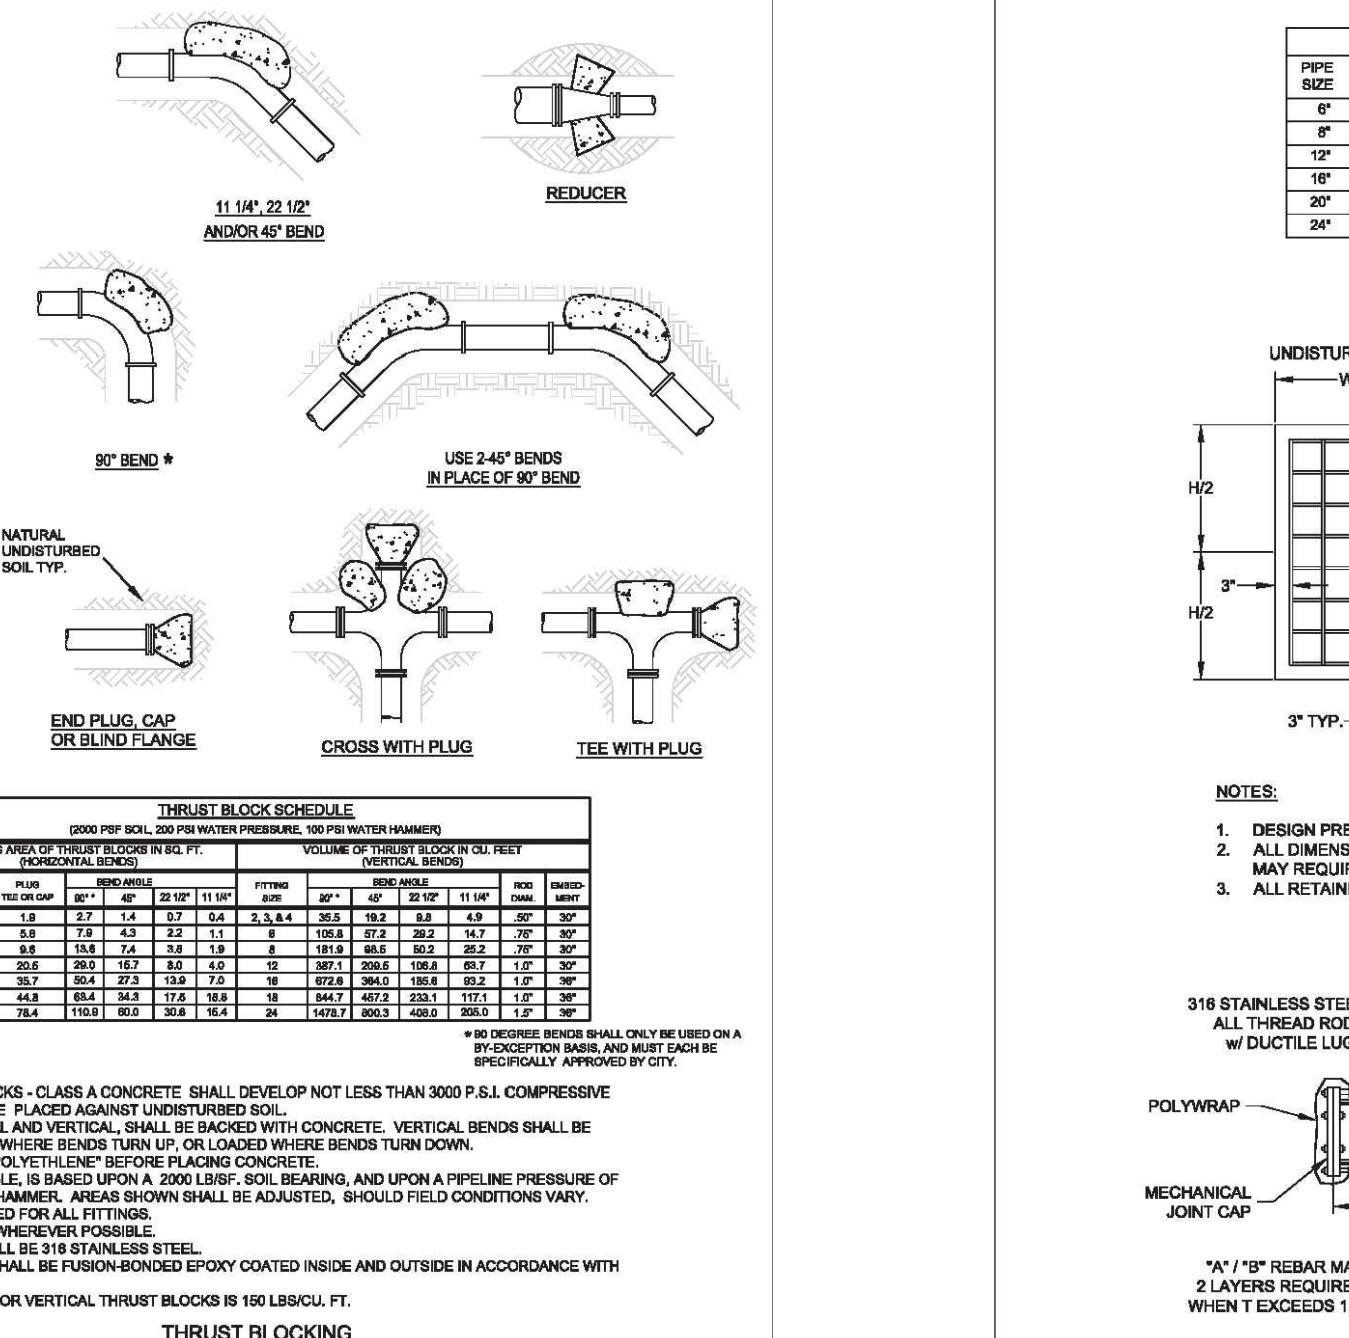 11 1/4°, 22 1/2°
AND/OR 45° BEND
REDUCER
90° BEND *
USE 2-45° BENDS
IN PLACE OF 90° BEND
NATURAL
UNDISTURBED
SOIL TYP.
END PLUG, CAP
OR BLIND FLANGE
CROSS WITH PLUG
TEE WITH PLUG
THRUST BLOCK SCHEDULE
(2000 PSF SOIL, 200 PSI WATER PRESSURE, 100 PSI WATER HAMMER)
AREA OF THRUST BLOCKS IN SQ. FT.
(HORIZONTAL BENDS)
VOLUME OF THRUST BLOCK IN CU. FEET
(VERTICAL BENDS)
PLUG
TEE OR CAP
BEND ANGLE
90° * 45° 22 1/2° 11 1/4°
FITTING
SIZE
BEND ANGLE
90° * 45° 22 1/2° 11 1/4°
ROD
DIAM.
EMBED-
MENT
1.9 2.7 1.4 0.7 0.4 2, 3, & 4 35.5 19.2 9.8 4.9 .50" 30"
5.8 7.9 4.3 2.2 1.1 6 105.8 57.2 29.2 14.7 .75" 30"
9.6 13.6 7.4 3.8 1.9 8 181.9 98.5 50.2 25.2 .75" 30"
20.5 29.0 15.7 8.0 4.0 12 387.1 209.5 106.8 53.7 1.0" 30"
35.7 50.4 27.3 13.9 7.0 16 672.6 364.0 185.6 93.2 1.0" 36"
44.8 63.4 34.3 17.5 18 844.7 457.2 233.1 117.1 1.0" 36"
78.4 110.9 60.0 30.6 15.4 24 1478.7 800.3 408.0 205.0 1.5" 36"
* 90 DEGREE BENDS SHALL ONLY BE USED ON A
BY-EXCEPTION BASIS, AND MUST EACH BE
SPECIFICALLY APPROVED BY CITY.
CKS - CLASS A CONCRETE SHALL DEVELOP NOT LESS THAN 3000 P.S.I. COMPRESSIVE
E PLACED AGAINST UNDISTURBED SOIL.
L AND VERTICAL, SHALL BE BACKED WITH CONCRETE. VERTICAL BENDS SHALL BE
WHERE BENDS TURN UP, OR LOADED WHERE BENDS TURN DOWN.
POLYETHLENE" BEFORE PLACING CONCRETE.
LE, IS BASED UPON A 2000 LB/SF. SOIL BEARING, AND UPON A PIPELINE PRESSURE OF
HAMMER. AREAS SHOWN SHALL BE ADJUSTED, SHOULD FIELD CONDITIONS VARY.
ED FOR ALL FITTINGS.
WHEREVER POSSIBLE.
LL BE 316 STAINLESS STEEL.
HALL BE FUSION-BONDED EPOXY COATED INSIDE AND OUTSIDE IN ACCORDANCE WITH
OR VERTICAL THRUST BLOCKS IS 150 LBS/CU. FT.
THRUST BLOCKING
PIPE
SIZE
6"
8"
12"
16"
20"
24"
UNDISTUR
W
H/2
3"
H/2
3" TYP.
NOTES:
1. DESIGN PRE
2. ALL DIMENS
MAY REQUIR
3. ALL RETAIN
316 STAINLESS STEE
ALL THREAD ROD
w/ DUCTILE LUG
POLYWRAP
MECHANICAL
JOINT CAP
"A" / "B" REBAR MA
2 LAYERS REQUIRE
WHEN T EXCEEDS 1